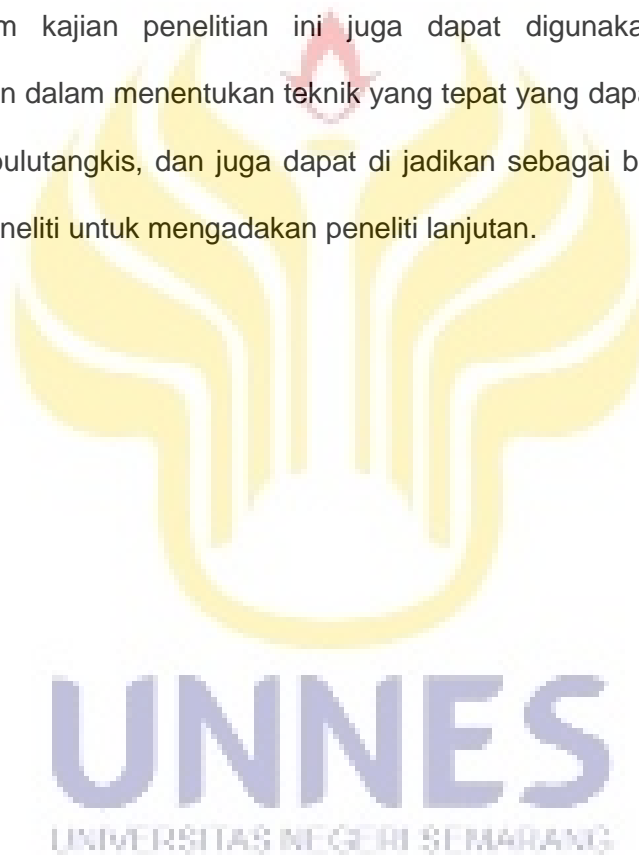 m kajian penelitian ini juga dapat digunaka
n dalam menentukan teknik yang tepat yang dapa
bulutangkis, dan juga dapat di jadikan sebagai b
neliti untuk mengadakan peneliti lanjutan.
UNNES
UNIVERSITAS NEGERI SEMARANG